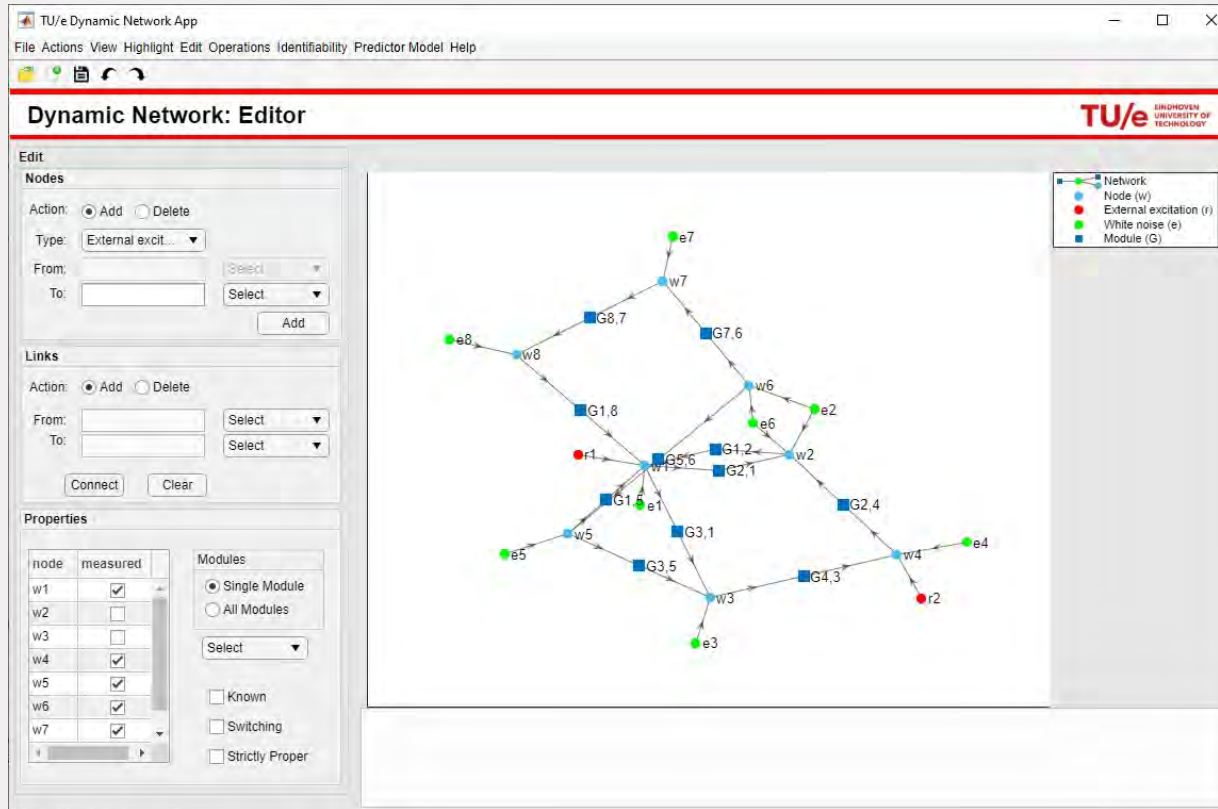 TU/e Dynamic Network App
File Actions View Highlight Edit Operations Identifiability Predictor Model Help
Dynamic Network: Editor
TU/e EINDHOVEN UNIVERSITY OF TECHNOLOGY
Edit
Nodes
Action: Add Delete
Type: External excit...
From: Select
To: Select
Add
Links
Action: Add Delete
From: Select
To: Select
Connect Clear
Properties
node measured
w1
w2
w3
w4
w5
w6
w7
Modules
Single Module
All Modules
Select
Known
Switching
Strictly Proper
Network
Node (w)
External excitation (r)
White noise (e)
Module (G)
e7
w7
G8,7
G7,6
e8
w8
w6
G1,8
e2
e6
r1
w1
G5,6
G1,2
w2
G2,1
G1,5
e1
G2,4
w5
G3,1
e5
e4
w4
G3,5
G4,3
w3
r2
e3